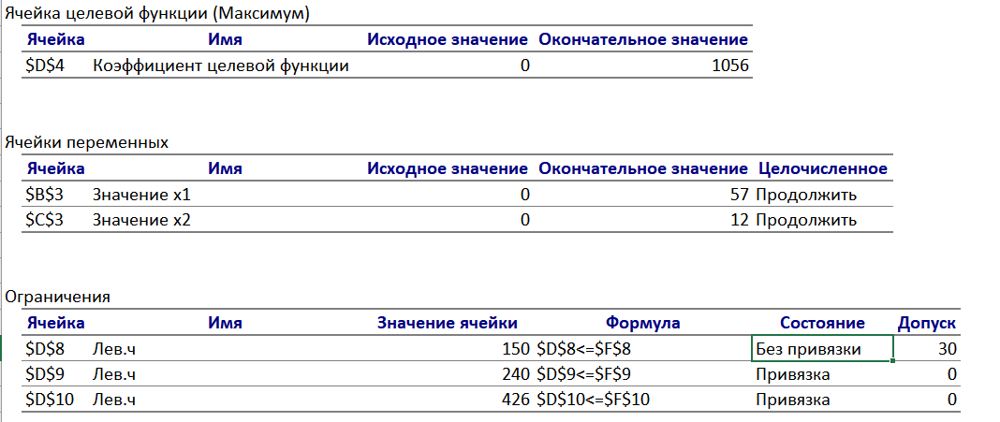 Ячейка целевой функции (Максимум)
Ячейка Имя Исходное значение Окончательное значение
$D$4 Коэффициент целевой функции 0 1056
Ячейки переменных
Ячейка Имя Исходное значение Окончательное значение Целочисленное
$B$3 Значение x1 0 57 Продолжить
$C$3 Значение x2 0 12 Продолжить
Ограничения
Ячейка Имя Значение ячейки Формула Состояние Допуск
$D$8 Лев.ч 150 $D$8<=$F$8 Без привязки 30
$D$9 Лев.ч 240 $D$9<=$F$9 Привязка 0
$D$10 Лев.ч 426 $D$10<=$F$10 Привязка 0